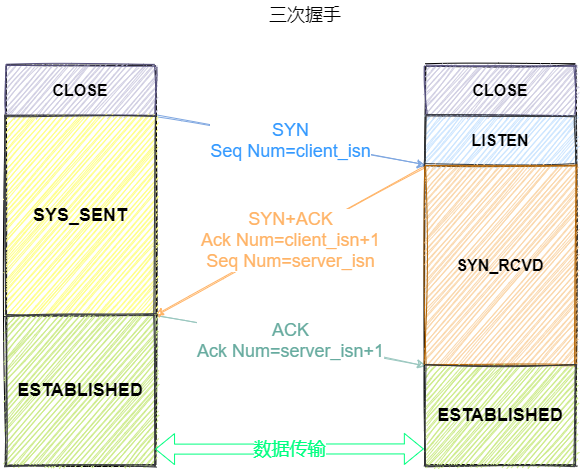 三次握手
CLOSE
CLOSE
SYN
Seq Num=client_isn
LISTEN
SYS_SENT
SYN+ACK
Ack Num=client_isn+1
Seq Num=server_isn
SYN_RCVD
ACK
Ack Num=server_isn+1
ESTABLISHED
ESTABLISHED
数据传输